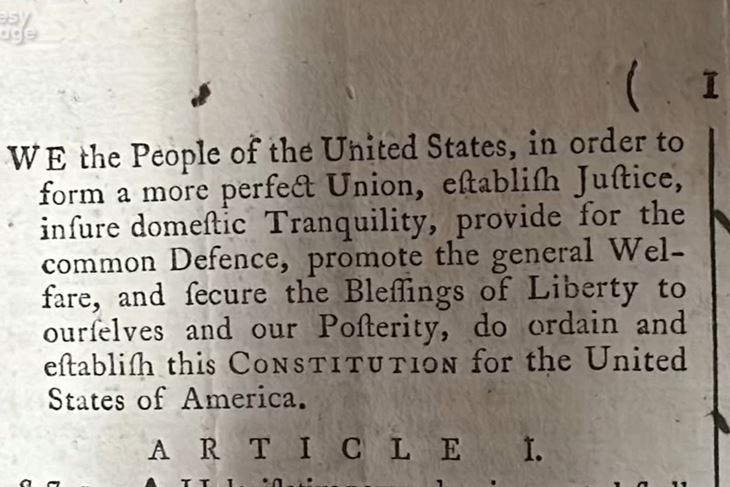 ( I
WE the People of the United States, in order to
form a more perfect Union, eſtabliſh Juſtice,
inſure domeſtic Tranquility, provide for the
common Defence, promote the general Wel-
fare, and ſecure the Bleſſings of Liberty to
ourſelves and our Poſterity, do ordain and
eſtabliſh this CONSTITUTION for the United
States of America.
ARTICLE I.